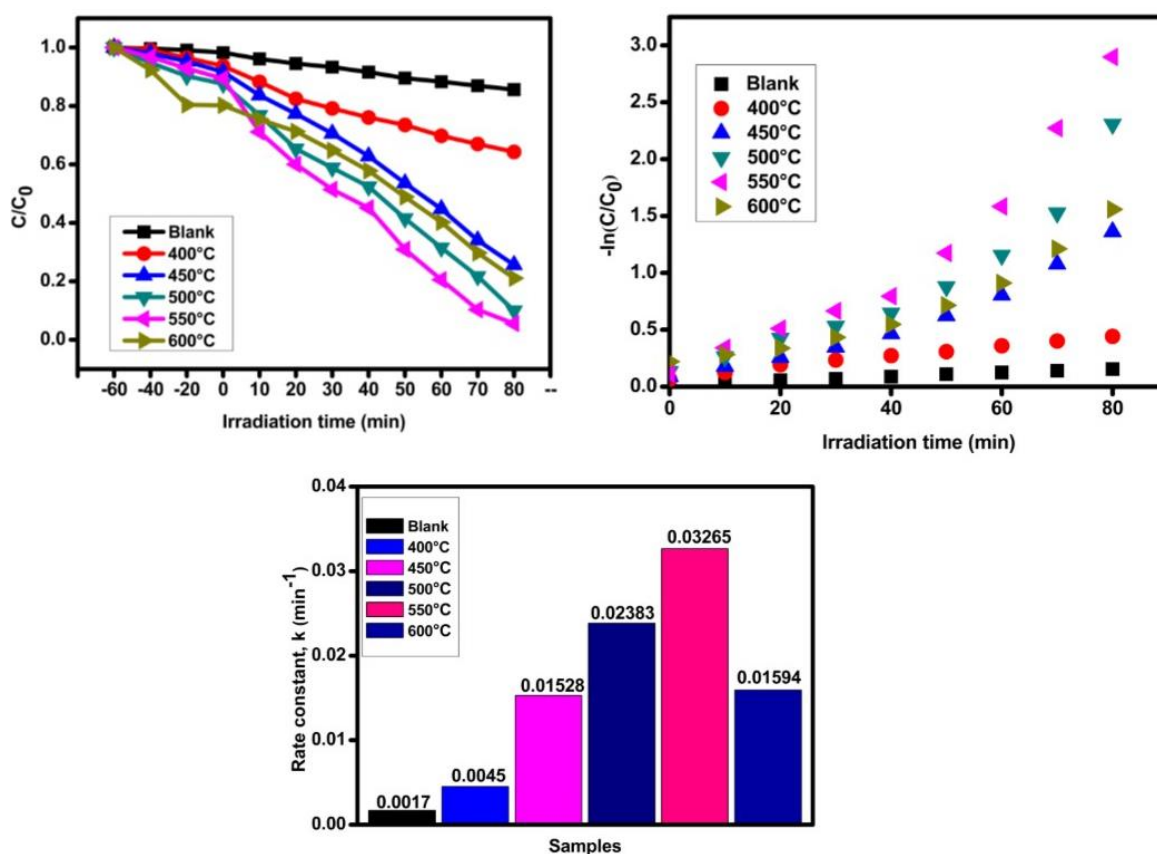 C/C0
1.0
0.8
0.6
0.4
0.2
0.0
Blank
400°C
450°C
500°C
550°C
600°C
-60 -40 -20 0 10 20 30 40 50 60 70 80 --
Irradiation time (min)
-ln(C/C0)
3.0
2.5
2.0
1.5
1.0
0.5
0.0
Blank
400°C
450°C
500°C
550°C
600°C
0 20 40 60 80
Irradiation time (min)
Rate constant, k (min-1)
0.04
0.03
0.02
0.01
0.00
Blank
400°C
450°C
500°C
550°C
600°C
0.0017
0.0045
0.01528
0.02383
0.03265
0.01594
Samples